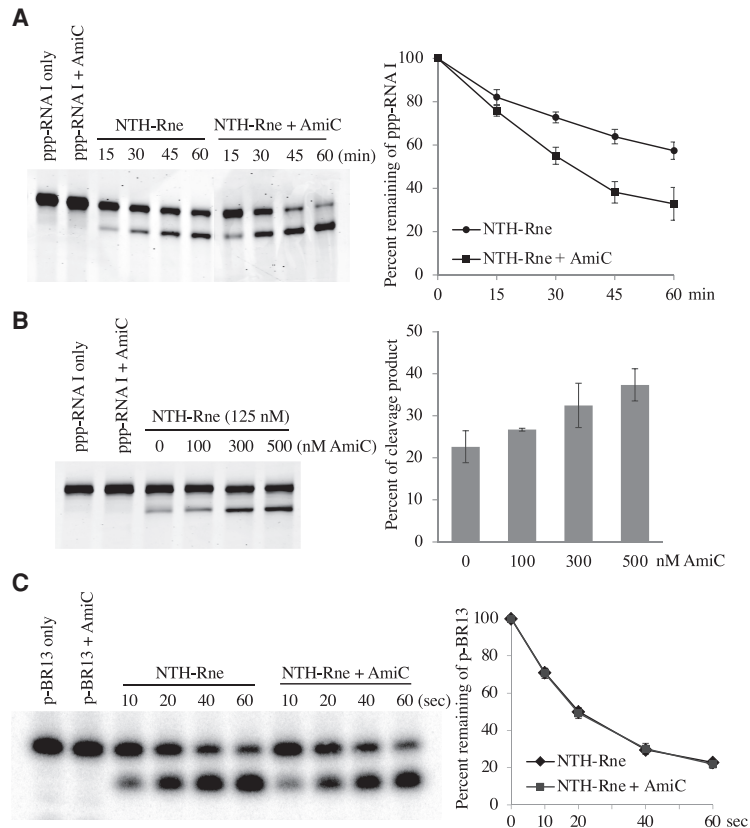 A
ppp-RNA I only
ppp-RNA I + AmiC
NTH-Rne NTH-Rne + AmiC
15 30 45 60 15 30 45 60 (min)
Percent remaining of ppp-RNA I
100
80
60
40
20
0
NTH-Rne
NTH-Rne + AmiC
0 15 30 45 60 min
B
ppp-RNA I only
ppp-RNA I + AmiC
NTH-Rne (125 nM)
0 100 300 500 (nM AmiC)
Percent of cleavage product
50
40
30
20
10
0
0 100 300 500 nM AmiC
C
p-BR13 only
p-BR13 + AmiC
NTH-Rne NTH-Rne + AmiC
10 20 40 60 10 20 40 60 (sec)
Percent remaining of p-BR13
100
80
60
40
20
0
NTH-Rne
NTH-Rne + AmiC
0 10 20 40 60 sec